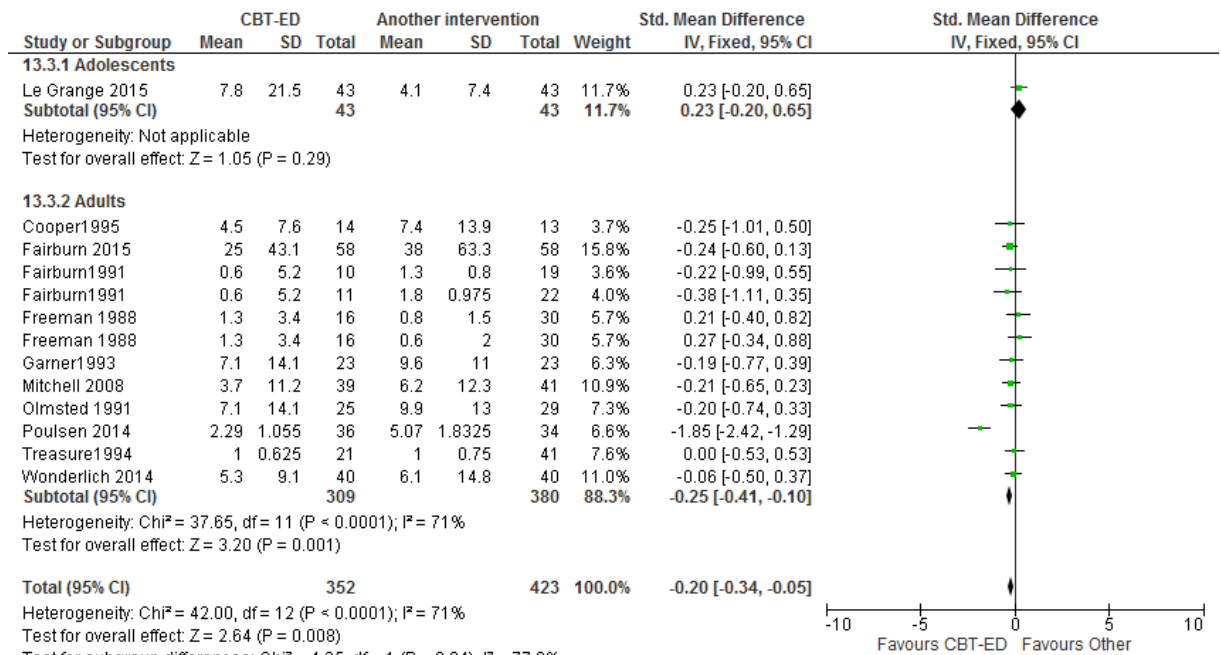 CBT-ED Another intervention Std. Mean Difference Std. Mean Difference
Study or Subgroup Mean SD Total Mean SD Total Weight IV, Fixed, 95% CI IV, Fixed, 95% CI
13.3.1 Adolescents
Le Grange 2015 7.8 21.5 43 4.1 7.4 43 11.7% 0.23 [-0.20, 0.65]
Subtotal (95% CI) 43 43 11.7% 0.23 [-0.20, 0.65]
Heterogeneity: Not applicable
Test for overall effect: Z = 1.05 (P = 0.29)
13.3.2 Adults
Cooper1995 4.5 7.6 14 7.4 13.9 13 3.7% -0.25 [-1.01, 0.50]
Fairburn 2015 25 43.1 58 38 63.3 58 15.8% -0.24 [-0.60, 0.13]
Fairburn1991 0.6 5.2 10 1.3 0.8 19 3.6% -0.22 [-0.99, 0.55]
Fairburn1991 0.6 5.2 11 1.8 0.975 22 4.0% -0.38 [-1.11, 0.35]
Freeman 1988 1.3 3.4 16 0.8 1.5 30 5.7% 0.21 [-0.40, 0.82]
Freeman 1988 1.3 3.4 16 0.6 2 30 5.7% 0.27 [-0.34, 0.88]
Garner1993 7.1 14.1 23 9.6 11 23 6.3% -0.19 [-0.77, 0.39]
Mitchell 2008 3.7 11.2 39 6.2 12.3 41 10.9% -0.21 [-0.65, 0.23]
Olmsted 1991 7.1 14.1 25 9.9 13 29 7.3% -0.20 [-0.74, 0.33]
Poulsen 2014 2.29 1.055 36 5.07 1.8325 34 6.6% -1.85 [-2.42, -1.29]
Treasure1994 1 0.625 21 1 0.75 41 7.6% 0.00 [-0.53, 0.53]
Wonderlich 2014 5.3 9.1 40 6.1 14.8 40 11.0% -0.06 [-0.50, 0.37]
Subtotal (95% CI) 309 380 88.3% -0.25 [-0.41, -0.10]
Heterogeneity: Chi² = 37.65, df = 11 (P < 0.0001); I² = 71%
Test for overall effect: Z = 3.20 (P = 0.001)
Total (95% CI) 352 423 100.0% -0.20 [-0.34, -0.05]
Heterogeneity: Chi² = 42.00, df = 12 (P < 0.0001); I² = 71%
Test for overall effect: Z = 2.64 (P = 0.008)
-10 -5 0 5 10
Favours CBT-ED Favours Other